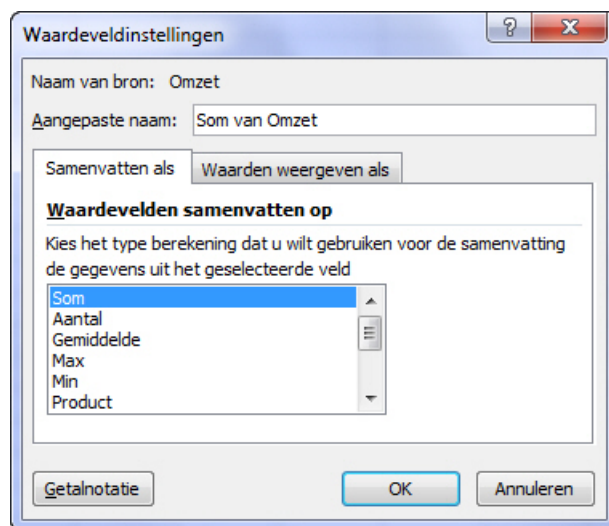 Waardeveldinstellingen
Naam van bron: Omzet
Aangepaste naam: Som van Omzet
Samenvatten als Waarden weergeven als
Waardevelden samenvatten op
Kies het type berekening dat u wilt gebruiken voor de samenvatting
de gegevens uit het geselecteerde veld
Som
Aantal
Gemiddelde
Max
Min
Product
Getalnotatie OK Annuleren